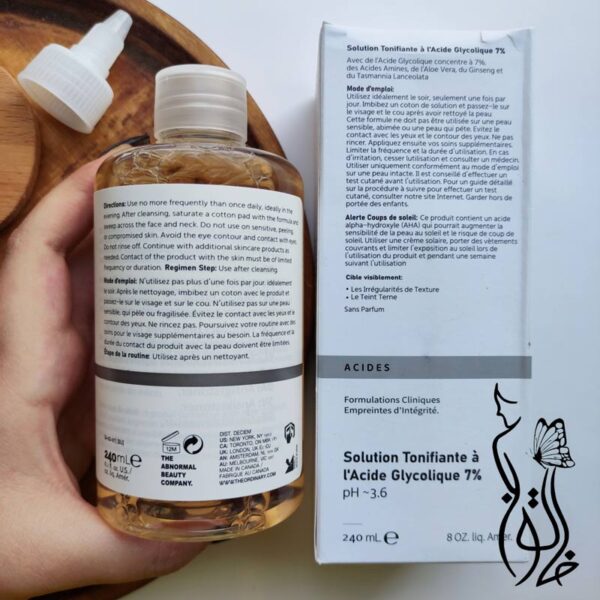 Directions: Use no more frequently than once daily, ideally in the
evening. After cleansing, saturate a cotton pad with the formula and
sweep across the face and neck. Do not use on sensitive, peeling
or compromised skin. Avoid the eye contour and contact with eyes.
Do not rinse off. Continue with additional skincare products as
needed. Contact of the product with the skin must be of limited
frequency or duration. Regimen Step: Use after cleansing.
Mode d'emploi: N'utilisez pas plus d'une fois par jour, idéalement
le soir. Après le nettoyage, imbibez un coton avec le produit et
passez-le sur le visage et sur le cou. N'utilisez pas sur une peau
sensible, qui pèle ou fragilisée. Évitez le contact avec les yeux et le
contour des yeux. Ne rincez pas. Poursuivez votre routine avec des
soins pour le visage supplémentaires au besoin. La fréquence et la
durée du contact du produit avec la peau doivent être limitées.
Étape de la routine: Utilisez après un nettoyant.
240 mL e
12M
THE
ABNORMAL
BEAUTY
COMPANY.
DIST. DECIEM
US: NEW YORK, NY
CA: TORONTO, ON
UK: LONDON,
AN: AMSTERDAM, NL
AU: MELBOURNE
MADE IN CANADA /
FABRIQUÉ AU CANADA
WWW.THEORDINARY.COM
Solution Tonifiante à l'Acide Glycolique 7%
Avec de l'Acide Glycolique concentré à 7%,
des Acides Amines, de l'Aloe Vera, du Ginseng et
du Tasmannia Lanceolata
Mode d'emploi:
Utilisez idéalement le soir, seulement une fois par
jour. Imbibez un coton de solution et passez-le sur
le visage et le cou après avoir nettoyé la peau.
Cette formule ne doit pas être utilisée sur une peau
sensible, abimée ou une peau qui pèle. Évitez le
contact avec les yeux et le contour des yeux. Ne pas
rincer. Appliquez ensuite vos soins supplémentaires.
Limiter la fréquence et la durée d'utilisation. En cas
d'irritation, cesser l'utilisation et consulter un médecin.
Utiliser uniquement conformément au mode d'emploi
sur une peau intacte. Il est conseillé d'effectuer un
test cutané avant l'utilisation. Pour un guide détaillé
sur la procédure à suivre pour effectuer un test
cutané, consulter notre site Internet. Garder hors de
portée des enfants.
Alerte Coups de soleil: Ce produit contient un acide
alpha-hydroxyle (AHA) qui pourrait augmenter la
sensibilité de la peau au soleil et le risque de coup de
soleil. Utilisez une crème solaire, porter des vêtements
couvrants et limiter l'exposition au soleil lors de
l'utilisation du produit et pendant une semaine
suivant l'utilisation
Cible visiblement:
• Les Irrégularités de Texture
• Le Teint Terne
Sans Parfum
ACIDES
Formulations Cliniques
Empreintes d'Intégrité.
Solution Tonifiante à
l'Acide Glycolique 7%
pH ~3.6
240 mL e 8 OZ. liq. Amér.